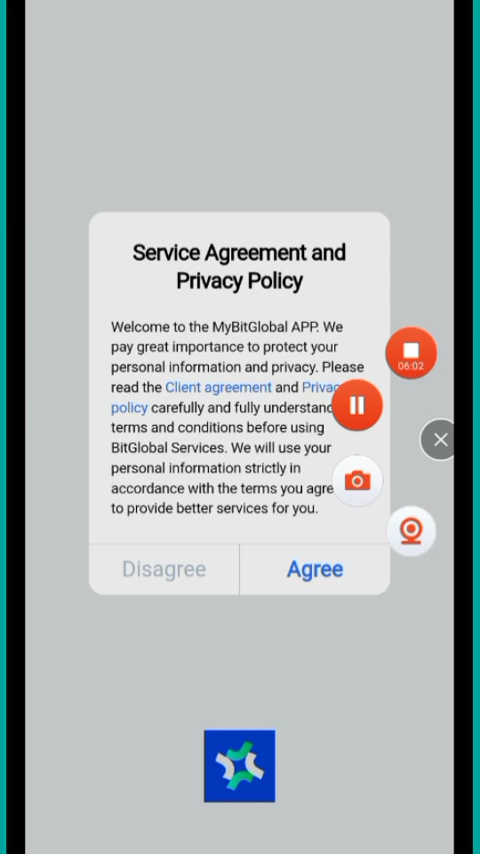 Service Agreement and
Privacy Policy
Welcome to the MyBitGlobal APP. We
pay great importance to protect your
personal information and privacy. Please
read the Client agreement and
policy carefully and fully understand
terms and conditions before using
BitGlobal Services. We will use your
personal information strictly in
accordance with the terms you
to provide better services for you.
06:02
Disagree
Agree